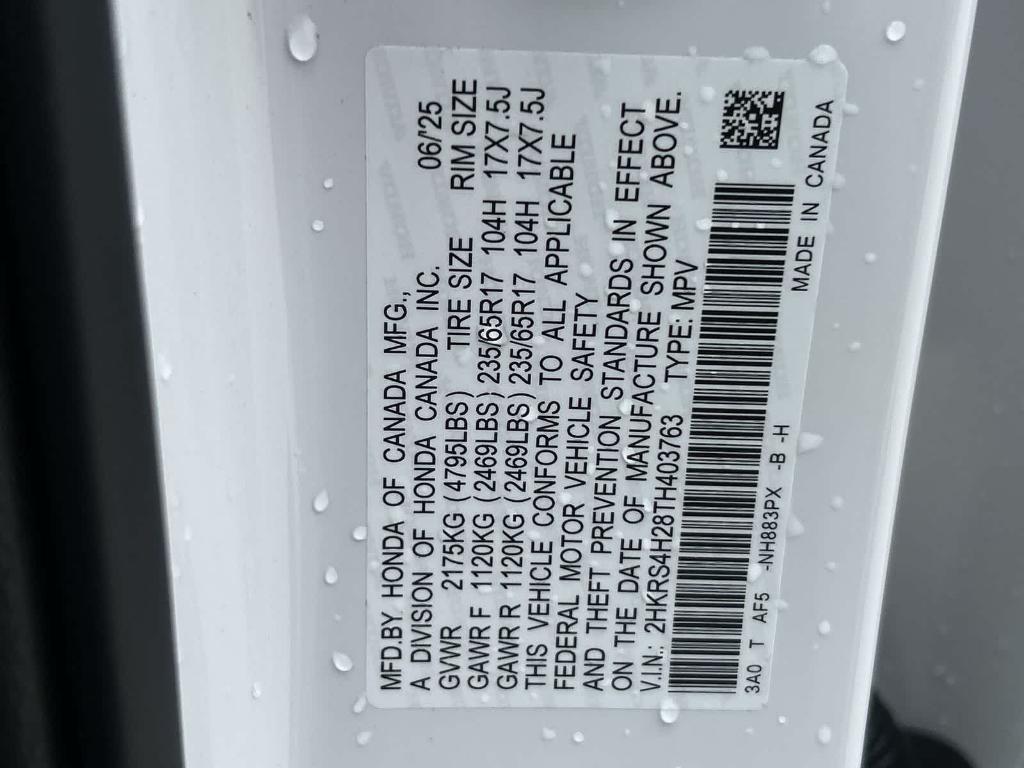 MFD.BY HONDA OF CANADA MFG.,
A DIVISION OF HONDA CANADA INC. 06/'25
GVWR 2175KG (4795LBS) TIRE SIZE RIM SIZE
GAWR F 1120KG (2469LBS) 235/65R17 104H 17X7.5J
GAWR R 1120KG (2469LBS) 235/65R17 104H 17X7.5J
THIS VEHICLE CONFORMS TO ALL APPLICABLE
FEDERAL MOTOR VEHICLE SAFETY
AND THEFT PREVENTION STANDARDS IN EFFECT
ON THE DATE OF MANUFACTURE SHOWN ABOVE.
V.I.N.: 2HKRS4H28TH403763 TYPE: MPV
3A0 T AF5 -NH883PX -B -H
MADE IN CANADA